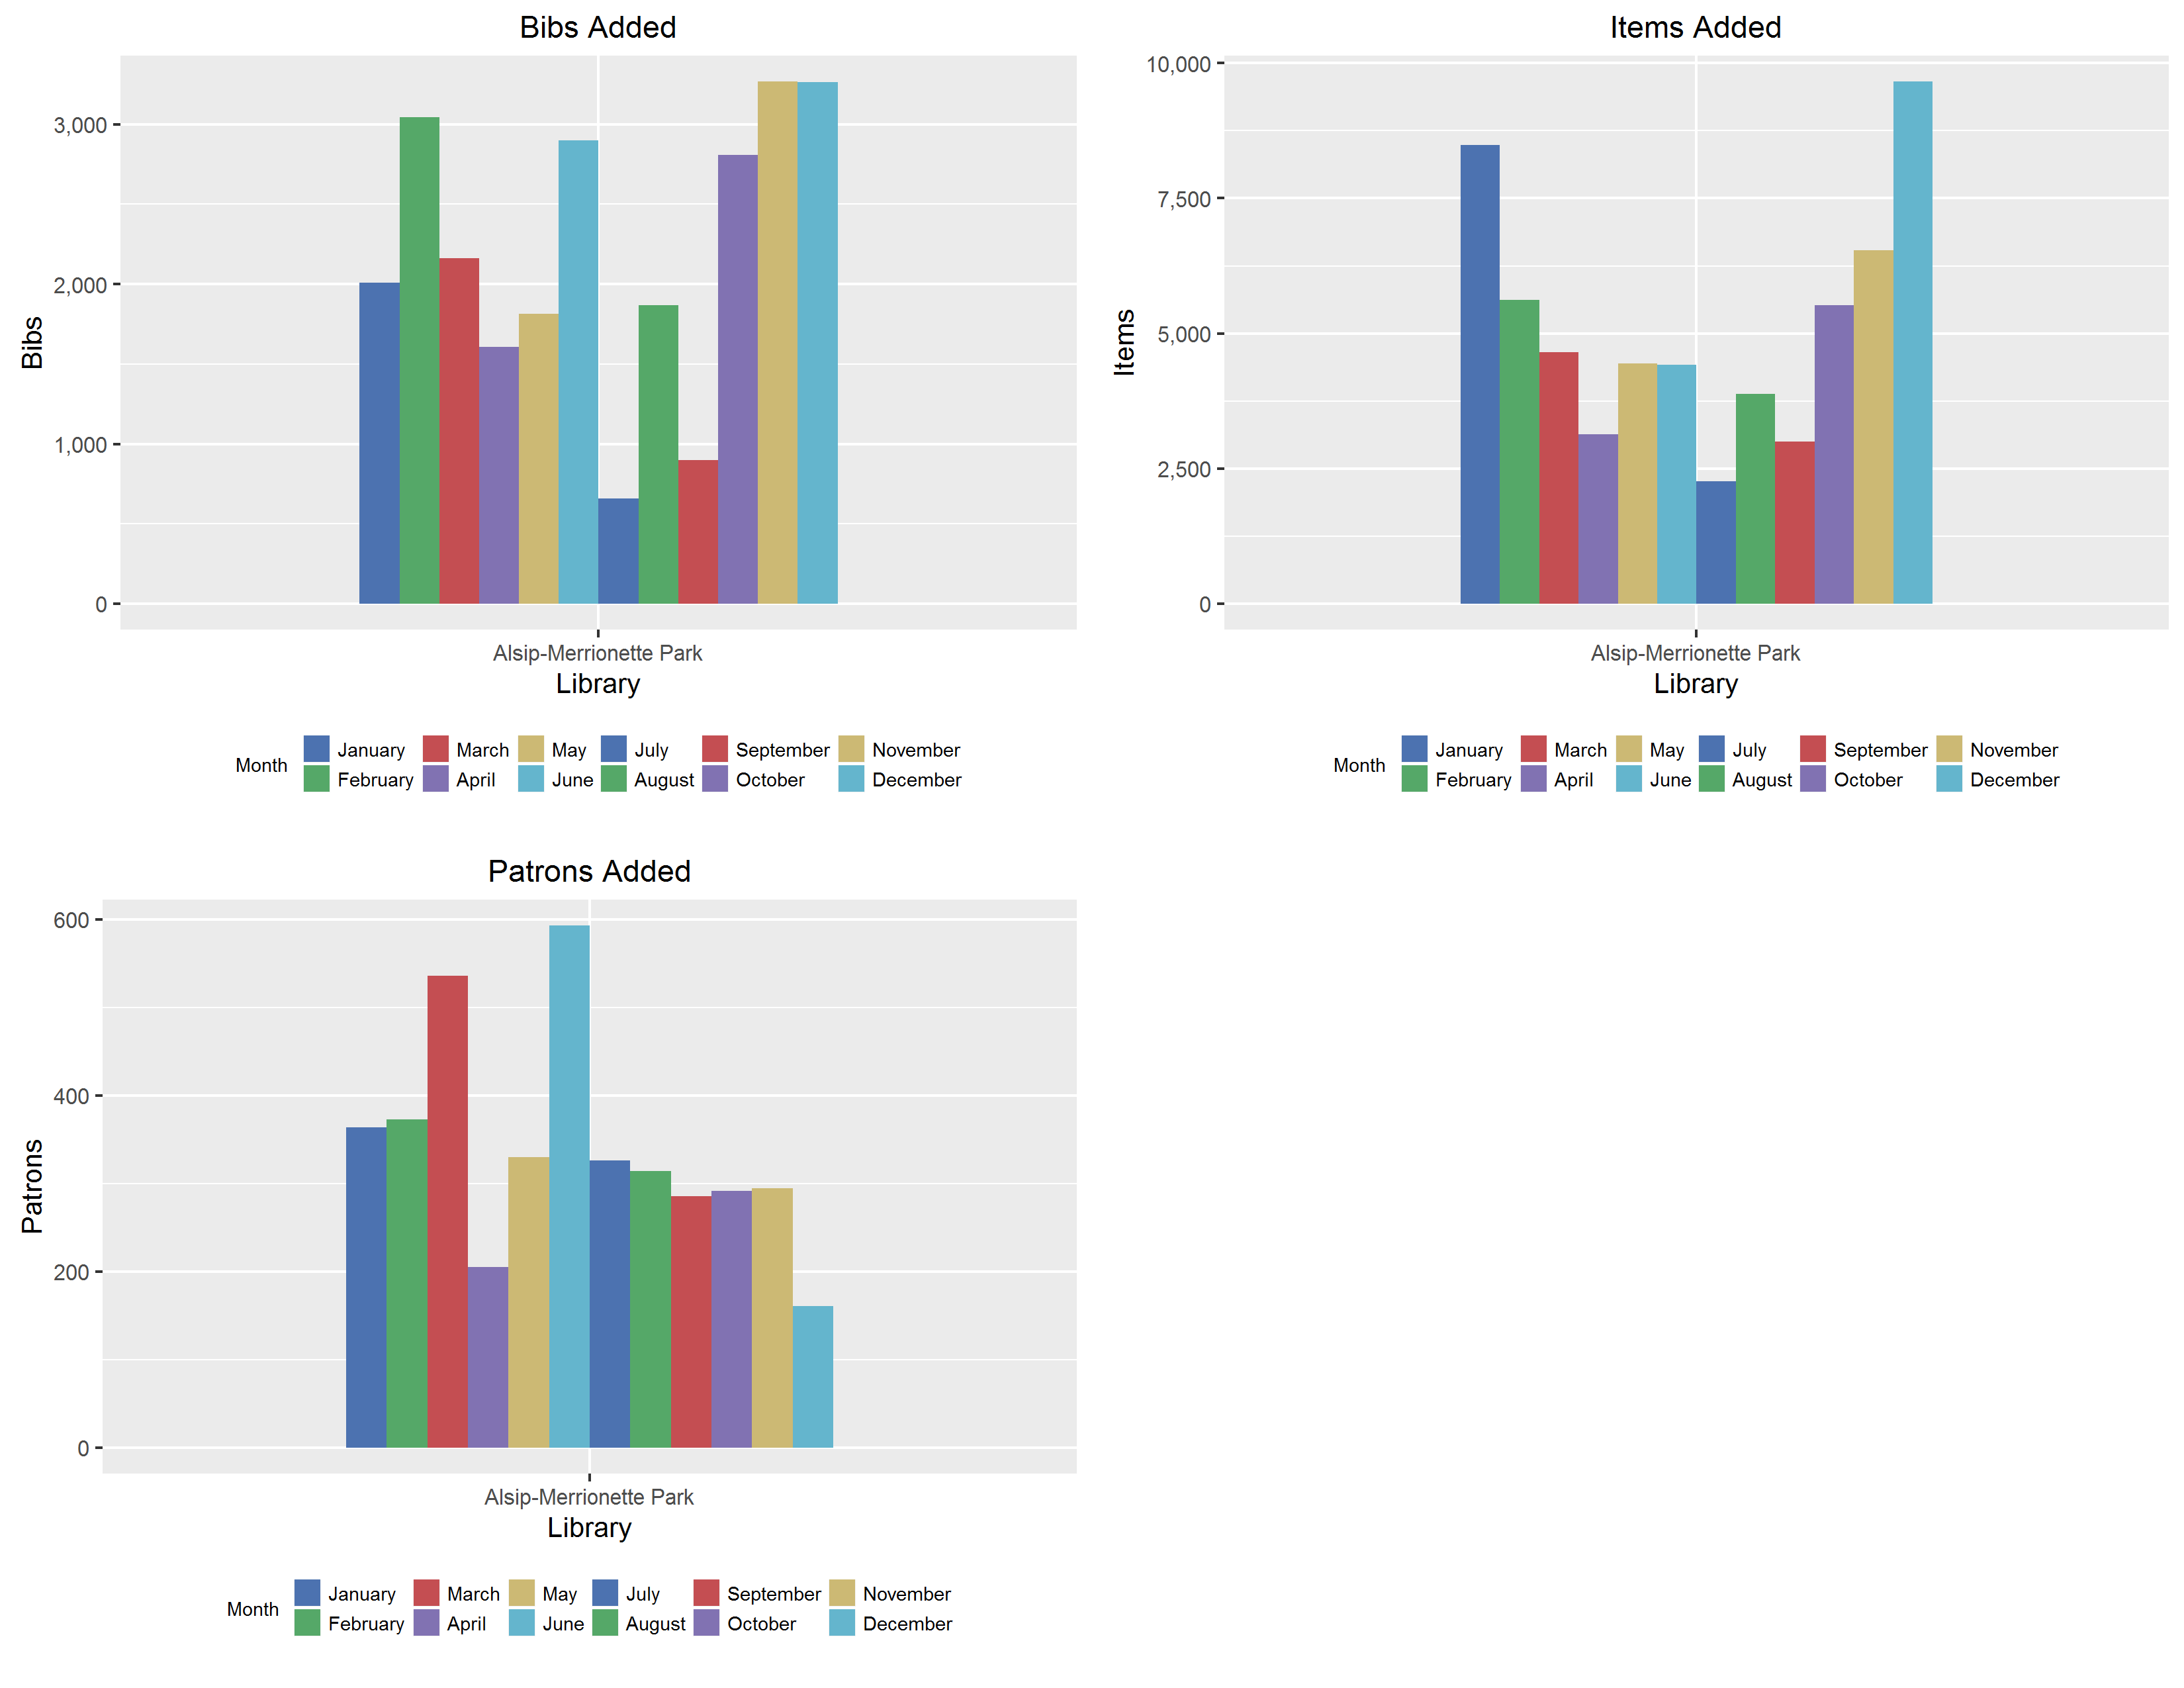 Bibs Added
3,000
2,000
1,000
0
Bibs
Alsip-Merrionette Park
Library
Month
January March May July September November
February April June August October December
Items Added
10,000
7,500
5,000
2,500
0
Items
Alsip-Merrionette Park
Library
Month
January March May July September November
February April June August October December
Patrons Added
600
400
200
0
Patrons
Alsip-Merrionette Park
Library
Month
January March May July September November
February April June August October December